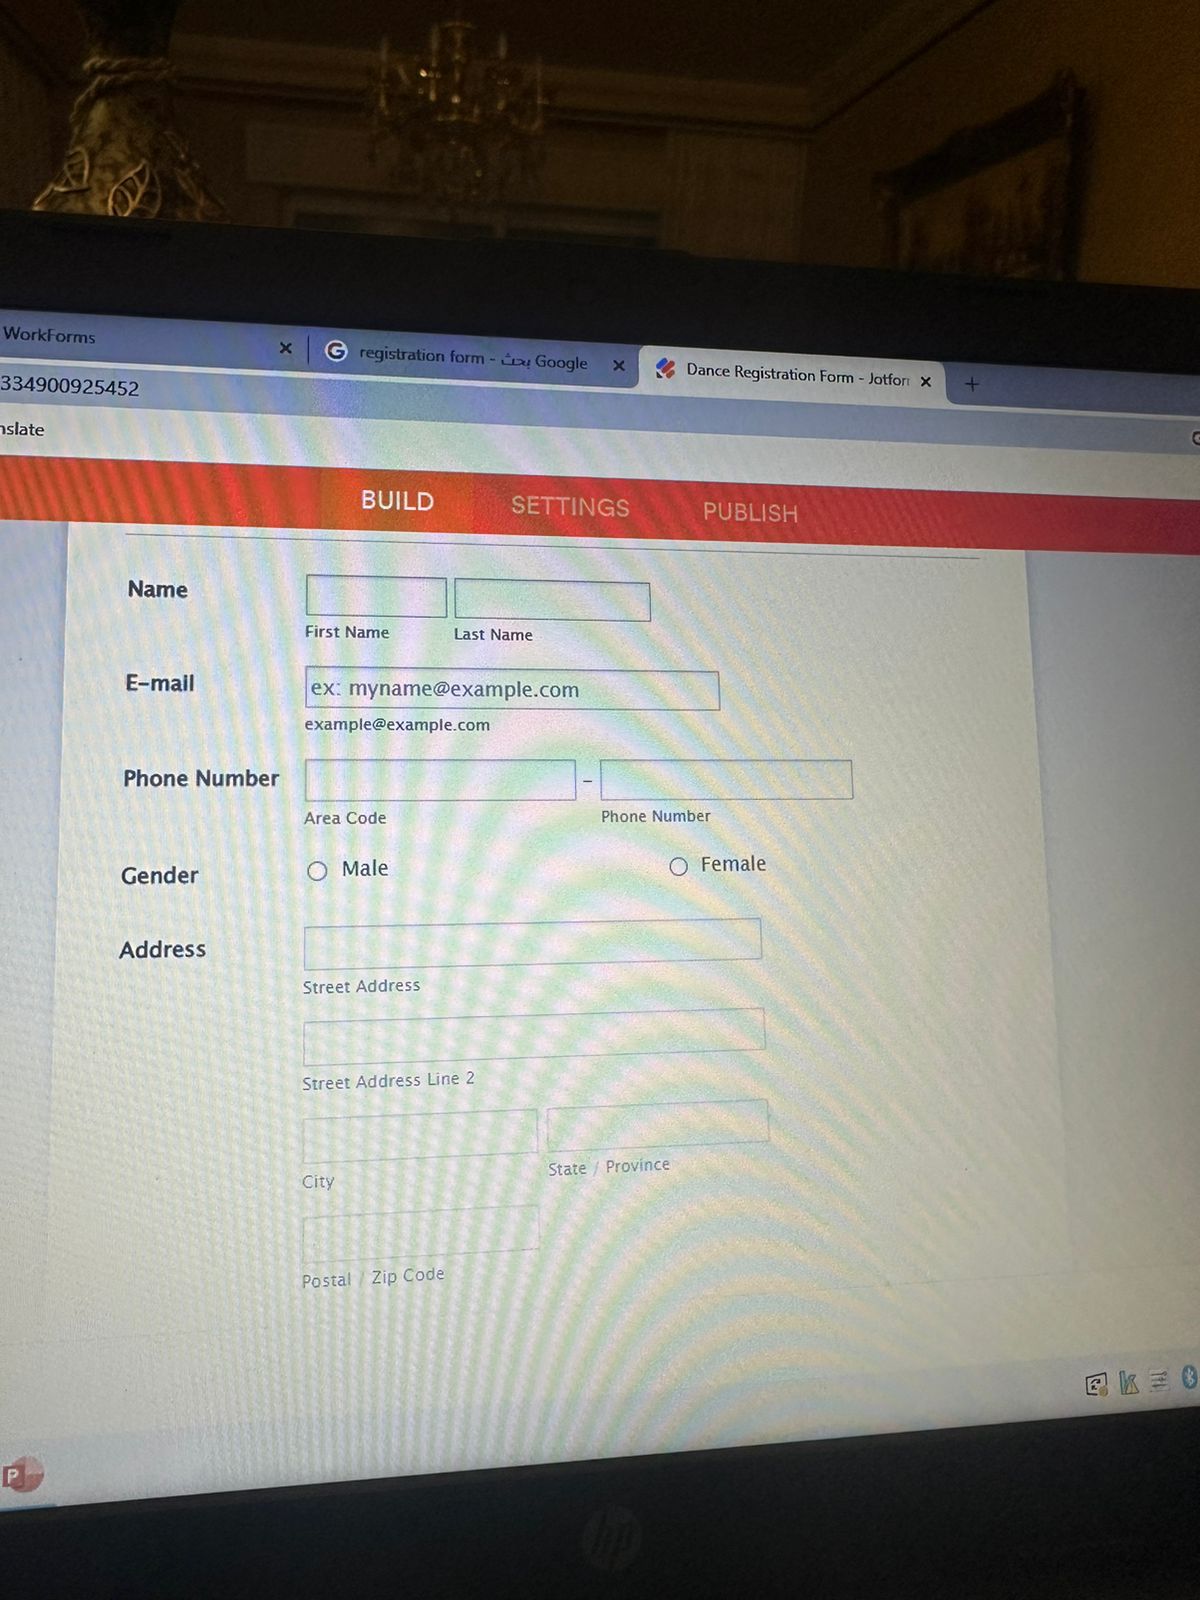 WorkForms
registration form - بحث Google
Dance Registration Form - Jotfor
334900925452
nslate
BUILD SETTINGS PUBLISH
Name
First Name Last Name
E-mail ex: myname@example.com
example@example.com
Phone Number -
Area Code Phone Number
Gender Male Female
Address
Street Address
Street Address Line 2
City State / Province
Postal / Zip Code
P
hp